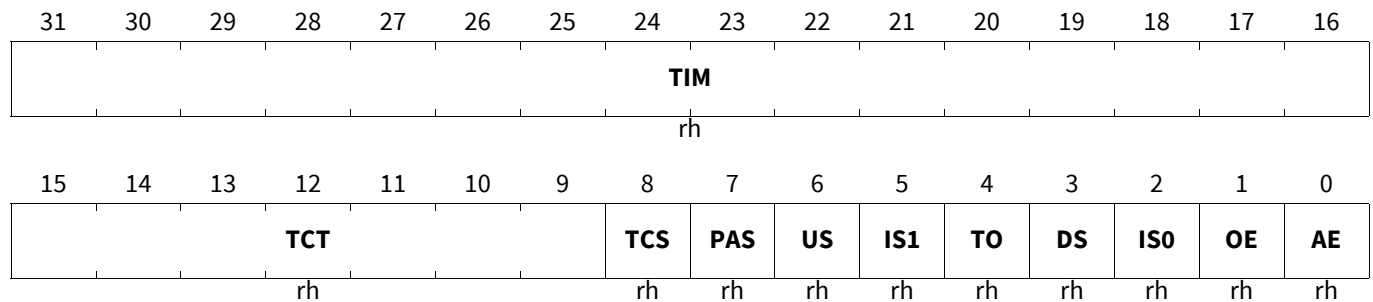 31 30 29 28 27 26 25 24 23 22 21 20 19 18 17 16
TIM
rh
15 14 13 12 11 10 9 8 7 6 5 4 3 2 1 0
TCT TCS PAS US IS1 TO DS IS0 OE AE
rh rh rh rh rh rh rh rh rh rh